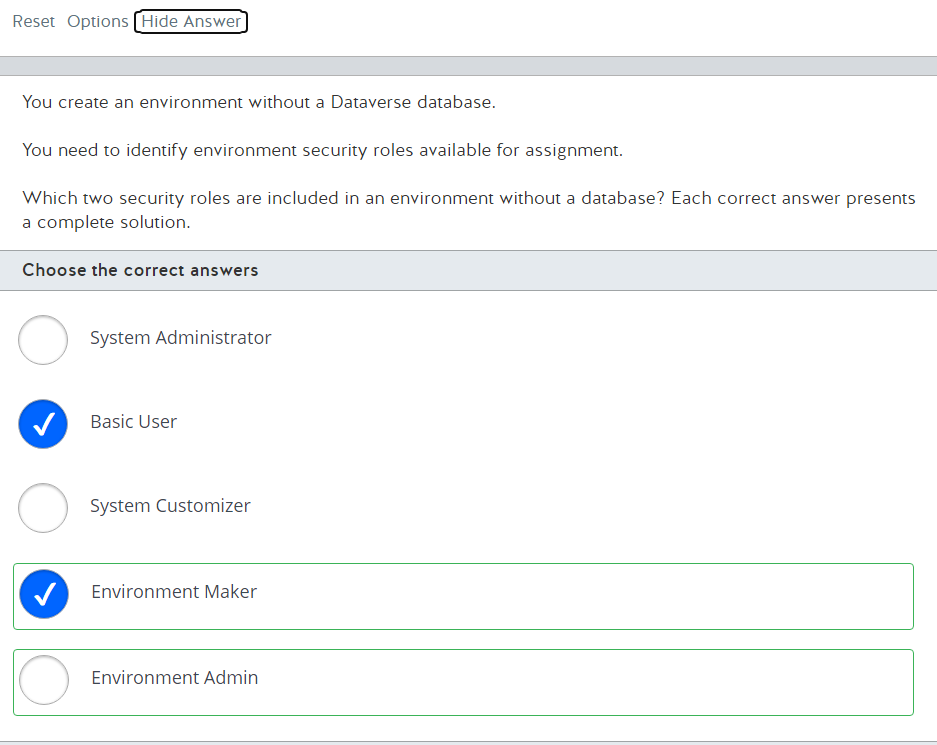 Reset Options Hide Answer
You create an environment without a Dataverse database.
You need to identify environment security roles available for assignment.
Which two security roles are included in an environment without a database? Each correct answer presents
a complete solution.
Choose the correct answers
System Administrator
Basic User
System Customizer
Environment Maker
Environment Admin